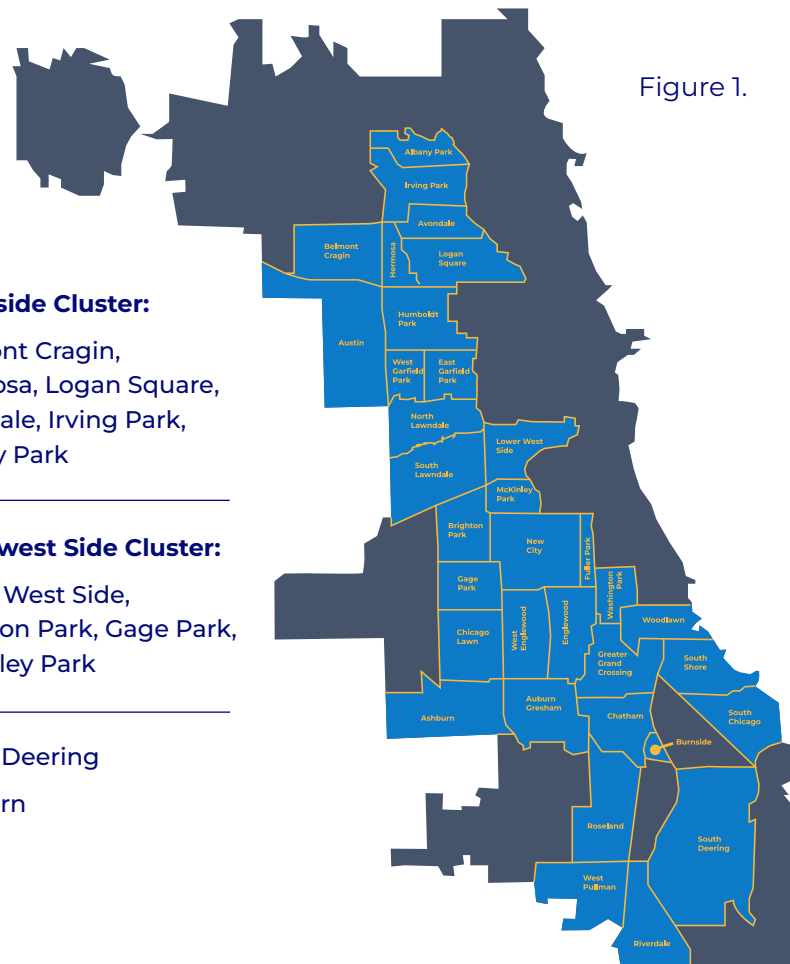 Figure 1.
side Cluster:
ont Cragin,
osa, Logan Square,
ale, Irving Park,
y Park
west Side Cluster:
West Side,
on Park, Gage Park,
ley Park
Deering
rn
Albany Park
Irving Park
Avondale
Belmont
Cragin
Hermosa
Logan
Square
Humboldt
Park
Austin
West
Garfield
Park
East
Garfield
Park
North
Lawndale
South
Lawndale
Lower West
Side
McKinley
Park
Brighton
Park
New
City
Fuller Park
Washington
Park
Gage
Park
Chicago
Lawn
West
Englewood
Englewood
Woodlawn
Greater
Grand
Crossing
South
Shore
Ashburn
Auburn
Gresham
Chatham
South
Chicago
Burnside
Roseland
South
Deering
West
Pullman
Riverdale